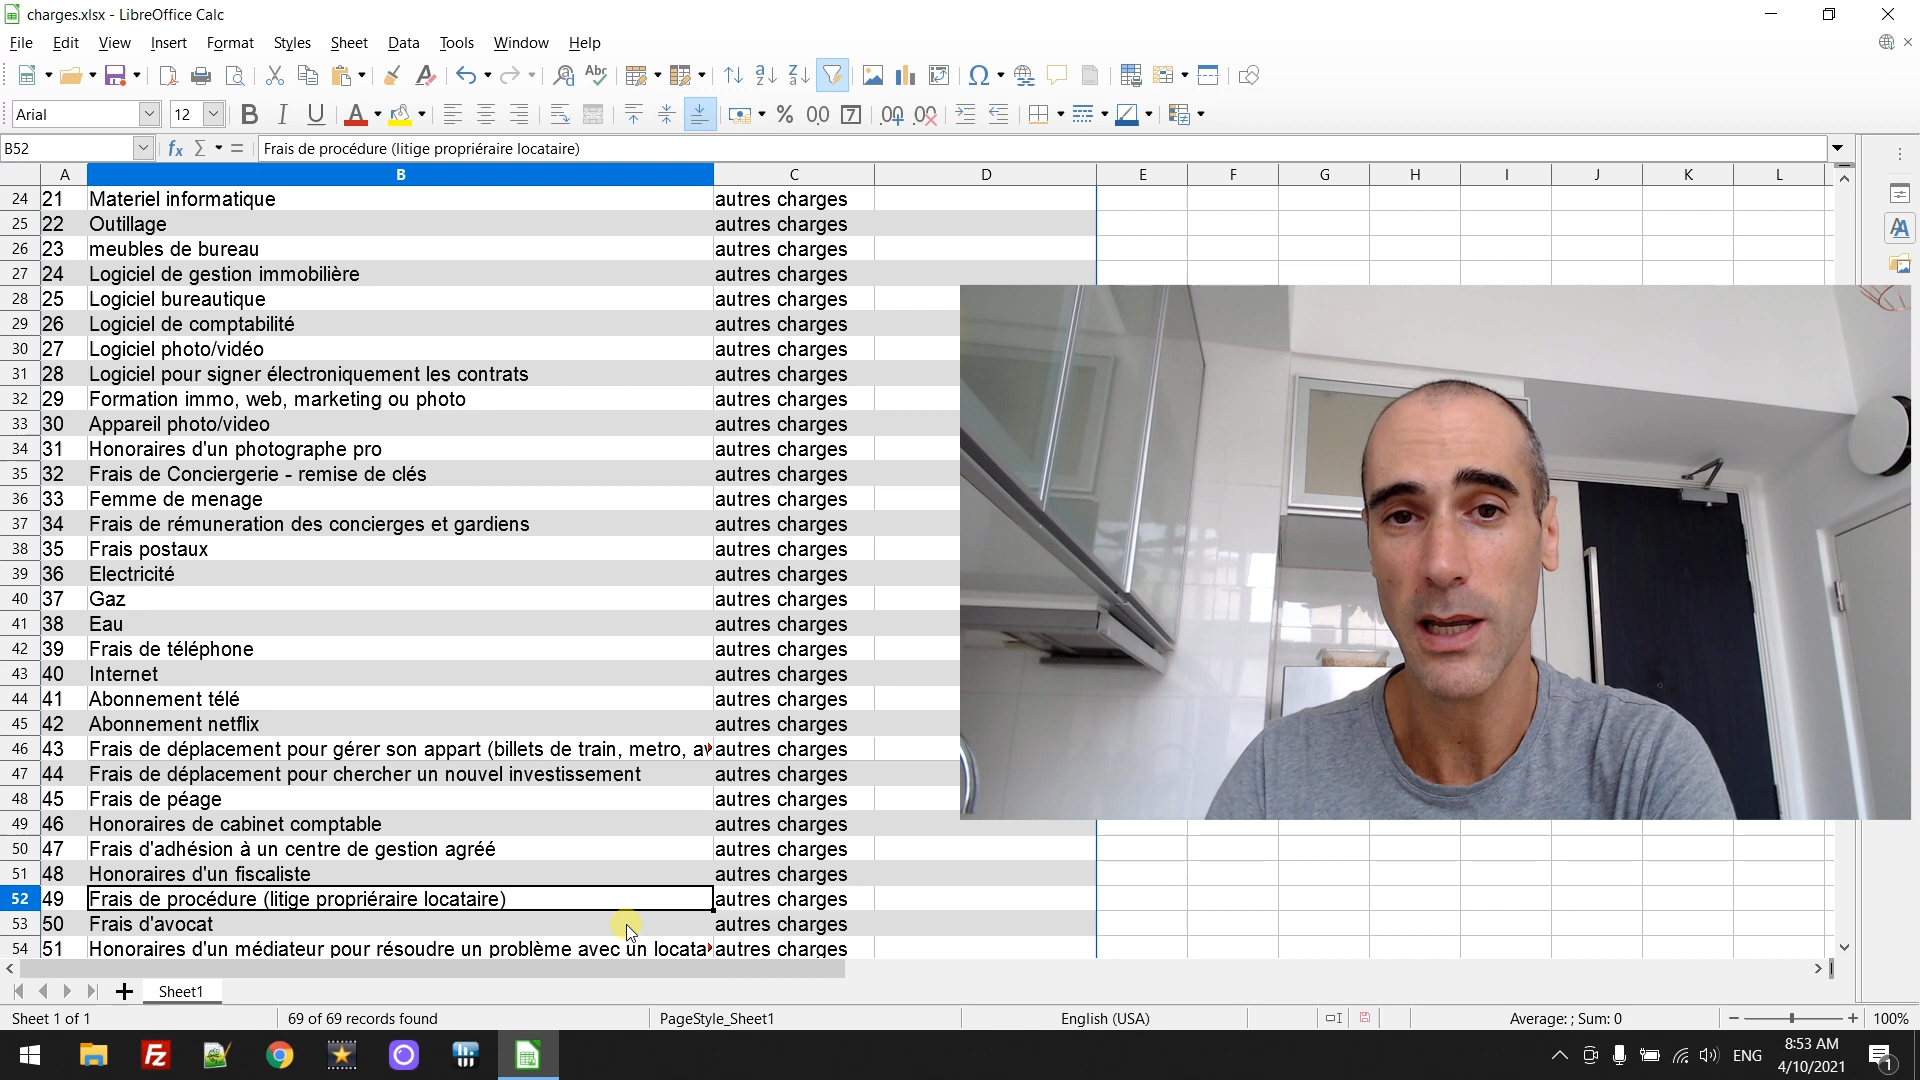 charges.xlsx - LibreOffice Calc
File Edit View Insert Format Styles Sheet Data Tools Window Help
Arial 12
B52 Frais de procédure (litige propriéraire locataire)
A B C D E F G H I J K L
24 21 Materiel informatique autres charges
25 22 Outillage autres charges
26 23 meubles de bureau autres charges
27 24 Logiciel de gestion immobilière autres charges
28 25 Logiciel bureautique autres charges
29 26 Logiciel de comptabilité autres charges
30 27 Logiciel photo/vidéo autres charges
31 28 Logiciel pour signer électroniquement les contrats autres charges
32 29 Formation immo, web, marketing ou photo autres charges
33 30 Appareil photo/video autres charges
34 31 Honoraires d'un photographe pro autres charges
35 32 Frais de Conciergerie - remise de clés autres charges
36 33 Femme de menage autres charges
37 34 Frais de rémuneration des concierges et gardiens autres charges
38 35 Frais postaux autres charges
39 36 Electricité autres charges
40 37 Gaz autres charges
41 38 Eau autres charges
42 39 Frais de téléphone autres charges
43 40 Internet autres charges
44 41 Abonnement télé autres charges
45 42 Abonnement netflix autres charges
46 43 Frais de déplacement pour gérer son appart (billets de train, metro, av autres charges
47 44 Frais de déplacement pour chercher un nouvel investissement autres charges
48 45 Frais de péage autres charges
49 46 Honoraires de cabinet comptable autres charges
50 47 Frais d'adhésion à un centre de gestion agréé autres charges
51 48 Honoraires d'un fiscaliste autres charges
52 49 Frais de procédure (litige propriéraire locataire) autres charges
53 50 Frais d'avocat autres charges
54 51 Honoraires d'un médiateur pour résoudre un problème avec un locata autres charges
Sheet1
Sheet 1 of 1 69 of 69 records found PageStyle_Sheet1 English (USA) Average: ; Sum: 0 100%
ENG 8:53 AM
4/10/2021 1